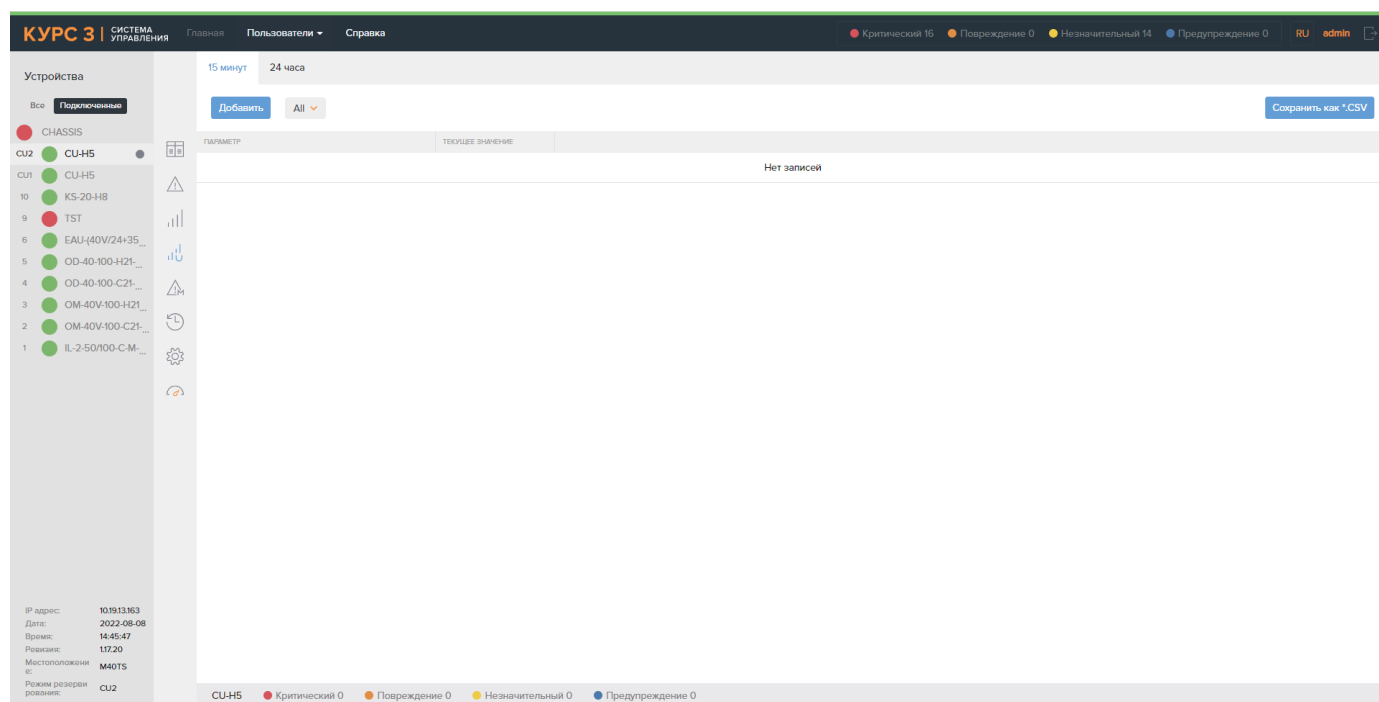 КУРС 3 | СИСТЕМА УПРАВЛЕНИЯ Главная Пользователи Справка Критический 16 Повреждение 0 Незначительный 14 Предупреждение 0 RU admin
Устройства
15 минут 24 часа
Все Подключенные
Добавить All Сохранить как *.CSV
CHASSIS
ПАРАМЕТР ТЕКУЩЕЕ ЗНАЧЕНИЕ
CU2 CU-H5
Нет записей
CU1 CU-H5
10 KS-20-H8
9 TST
6 EAU-(40V/24+35...
5 OD-40-100-H21-...
4 OD-40-100-C21-...
3 OM-40V-100-H21...
2 OM-40V-100-C21-...
1 IL-2-50/100-C-M-...
IP адрес: 10.19.13.163
Дата: 2022-08-08
Время: 14:45:47
Ревизия: 1.17.20
Местоположени
е: M40TS
Режим резерви
рования: CU2
CU-H5 Критический 0 Повреждение 0 Незначительный 0 Предупреждение 0